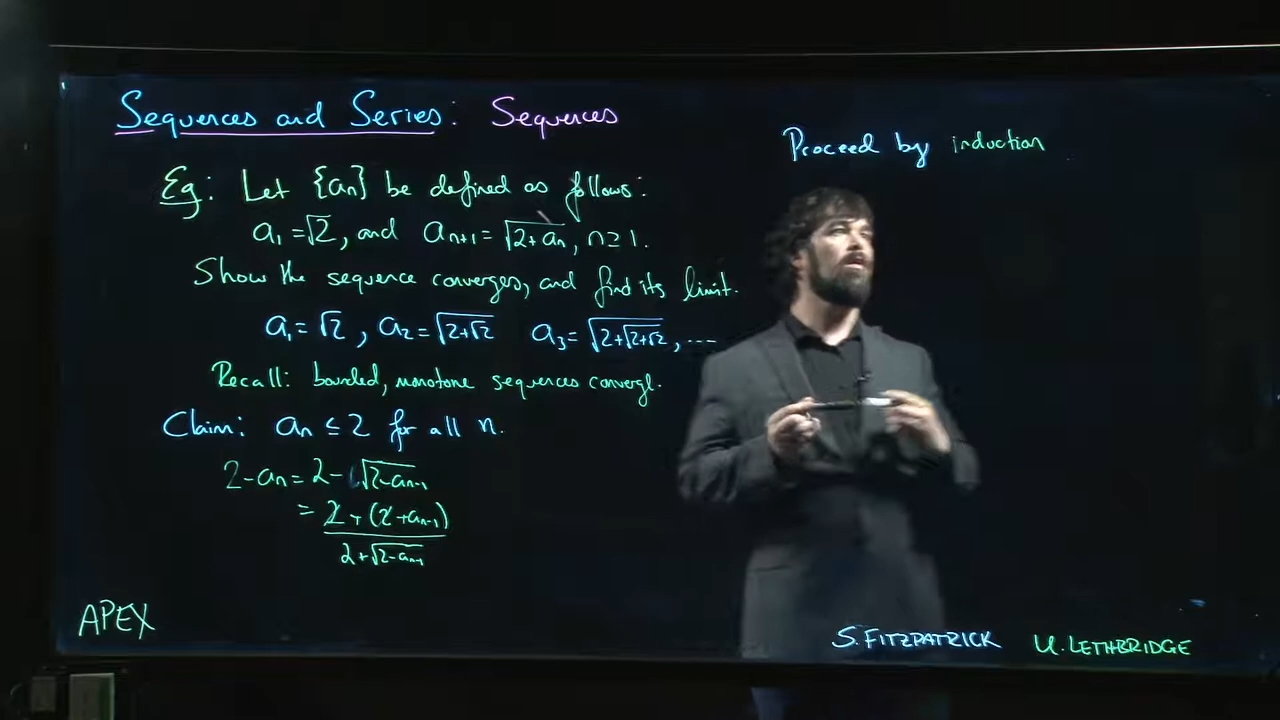 Sequences and Series: Sequences
Eg: Let {aₙ} be defined as follows:
a₁ = √2, and aₙ₊₁ = √(2+aₙ), n ≥ 1.
Show the sequence converges, and find its limit.
a₁ = √2, a₂ = √(2+√2) a₃ = √(2+√(2+√2)), ...
Recall: bounded, monotone sequences converge.
Claim: aₙ ≤ 2 for all n.
2-aₙ = 2-√(2-aₙ₋₁)
= (2+(2+aₙ₋₁))/(2+√(2-aₙ₋₁))
APEX
Proceed by induction
S. FITZPATRICK U. LETHBRIDGE